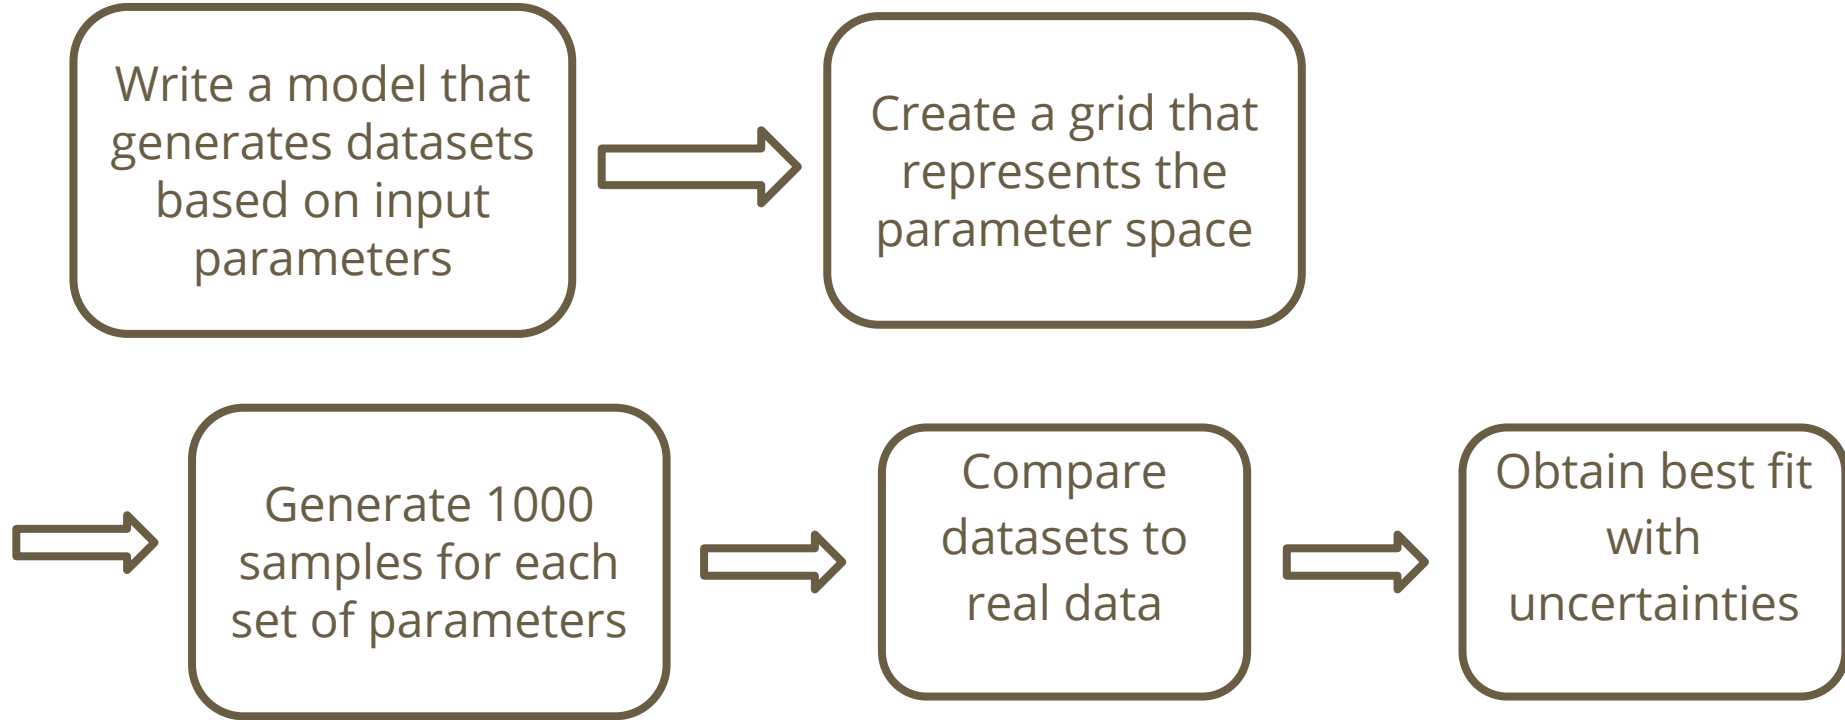 Write a model that
generates datasets
based on input
parameters
Create a grid that
represents the
parameter space
Generate 1000
samples for each
set of parameters
Compare
datasets to
real data
Obtain best fit
with
uncertainties